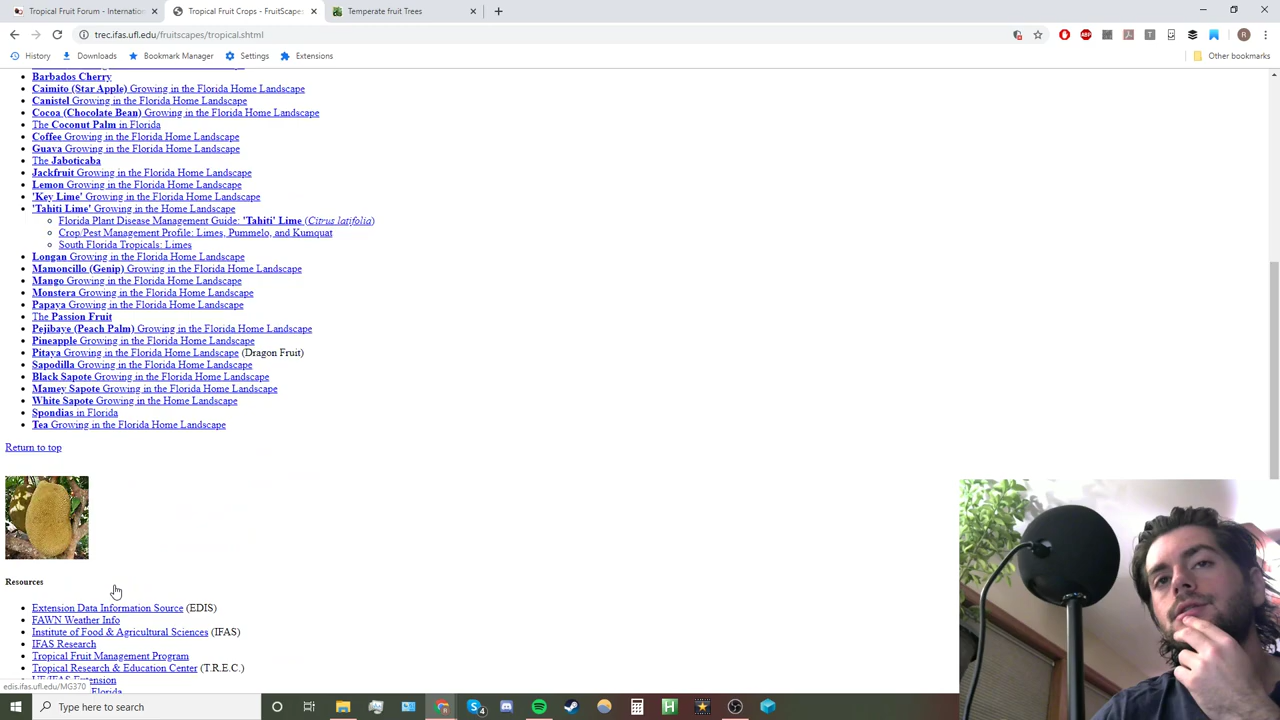 Tropical Fruit Forum - Internation
Tropical Fruit Crops - FruitScapes
Temperate fruit Trees
trec.ifas.ufl.edu/fruitscapes/tropical.shtml
History
Downloads
Bookmark Manager
Settings
Extensions
Other bookmarks
Barbados Cherry
Caimito (Star Apple) Growing in the Florida Home Landscape
Canistel Growing in the Florida Home Landscape
Cocoa (Chocolate Bean) Growing in the Florida Home Landscape
The Coconut Palm in Florida
Coffee Growing in the Florida Home Landscape
Guava Growing in the Florida Home Landscape
The Jaboticaba
Jackfruit Growing in the Florida Home Landscape
Lemon Growing in the Florida Home Landscape
'Key Lime' Growing in the Florida Home Landscape
'Tahiti Lime' Growing in the Home Landscape
Florida Plant Disease Management Guide: 'Tahiti' Lime (Citrus latifolia)
Crop/Pest Management Profile: Limes, Pummelo, and Kumquat
South Florida Tropicals: Limes
Longan Growing in the Florida Home Landscape
Mamoncillo (Genip) Growing in the Florida Home Landscape
Mango Growing in the Florida Home Landscape
Monstera Growing in the Florida Home Landscape
Papaya Growing in the Florida Home Landscape
The Passion Fruit
Pejibaye (Peach Palm) Growing in the Florida Home Landscape
Pineapple Growing in the Florida Home Landscape
Pitaya Growing in the Florida Home Landscape (Dragon Fruit)
Sapodilla Growing in the Florida Home Landscape
Black Sapote Growing in the Florida Home Landscape
Mamey Sapote Growing in the Florida Home Landscape
White Sapote Growing in the Home Landscape
Spondias in Florida
Tea Growing in the Florida Home Landscape
Return to top
Resources
Extension Data Information Source (EDIS)
FAWN Weather Info
Institute of Food & Agricultural Sciences (IFAS)
IFAS Research
Tropical Fruit Management Program
Tropical Research & Education Center (T.R.E.C.)
UF/IFAS Extension
edis.ifas.ufl.edu/MG370
Florida
Type here to search